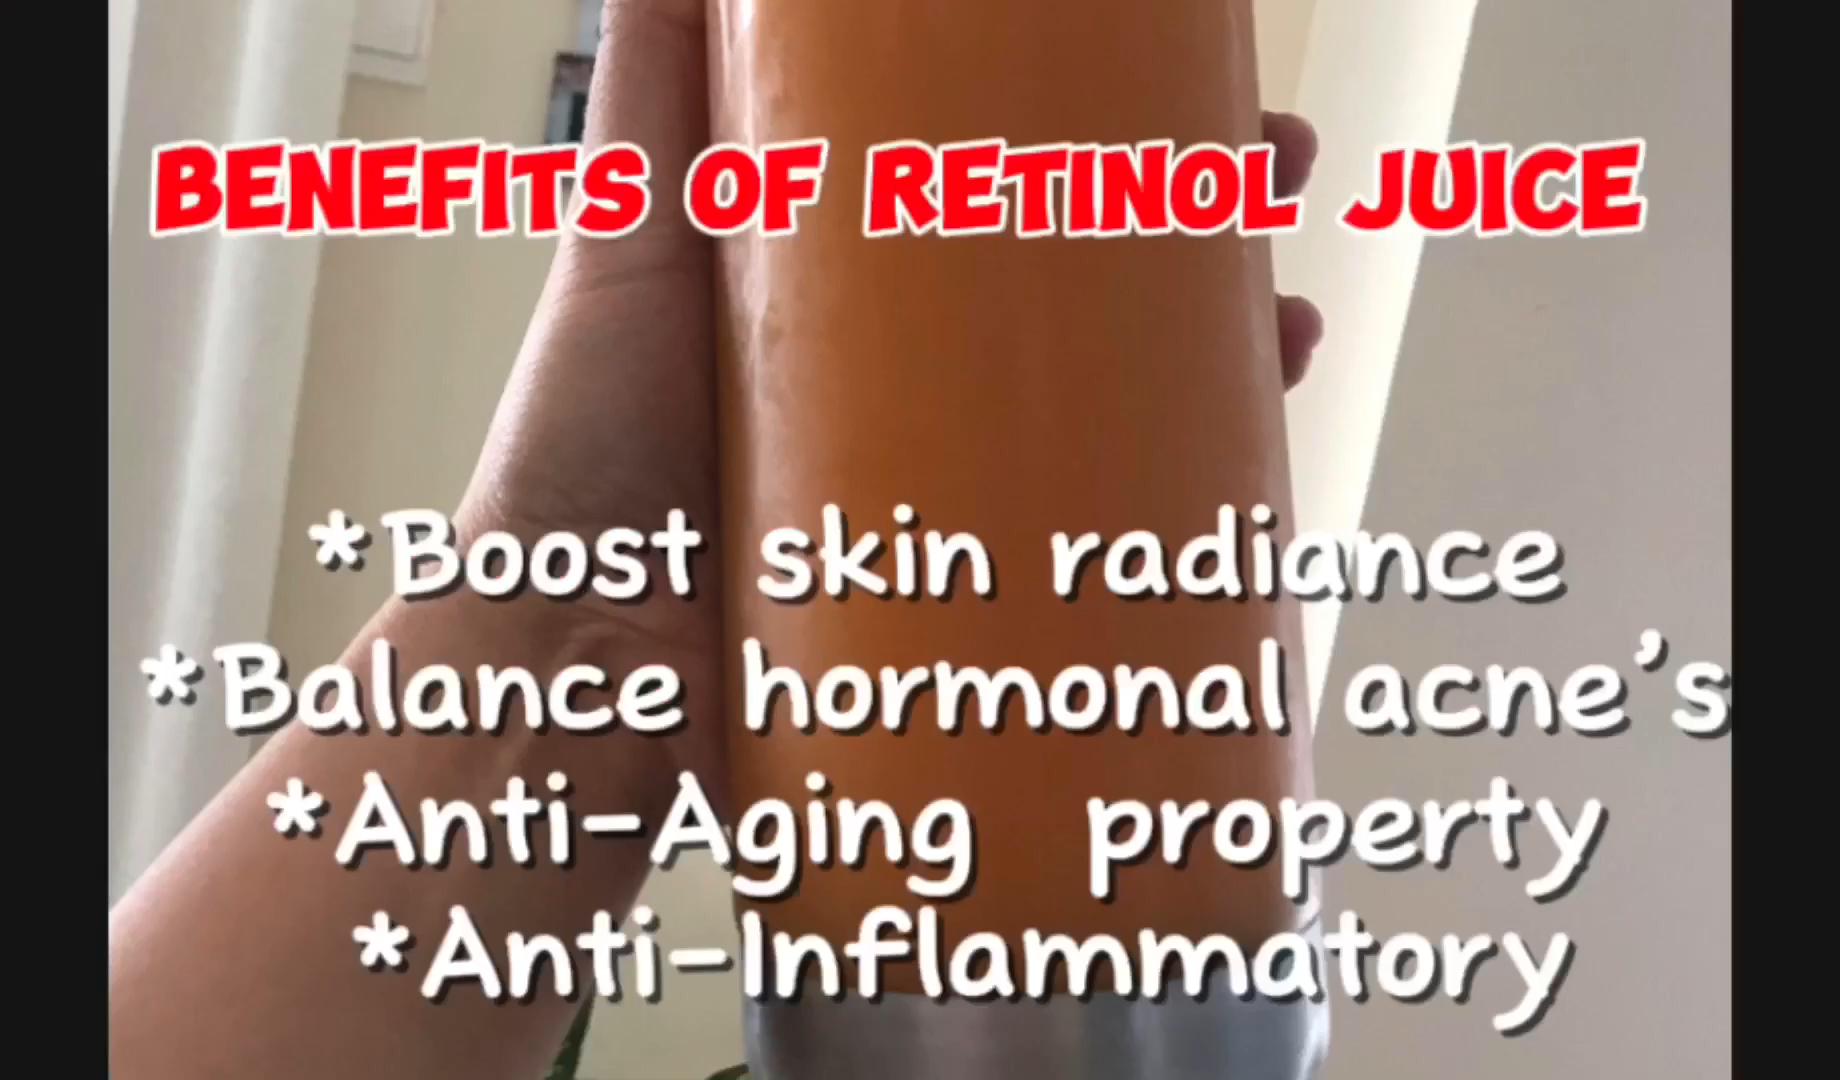 BENEFITS OF RETINOL JUICE
*Boost skin radiance
*Balance hormonal acne's
*Anti-Aging property
*Anti-Inflammatory